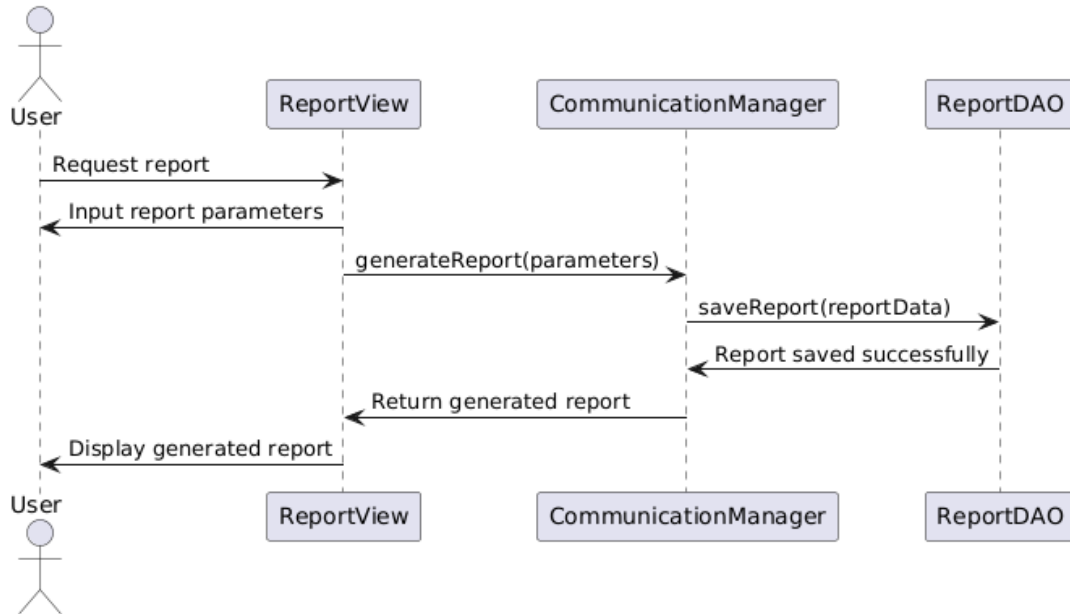 User
ReportView
CommunicationManager
ReportDAO
Request report
Input report parameters
generateReport(parameters)
saveReport(reportData)
Report saved successfully
Return generated report
Display generated report
User
ReportView
CommunicationManager
ReportDAO